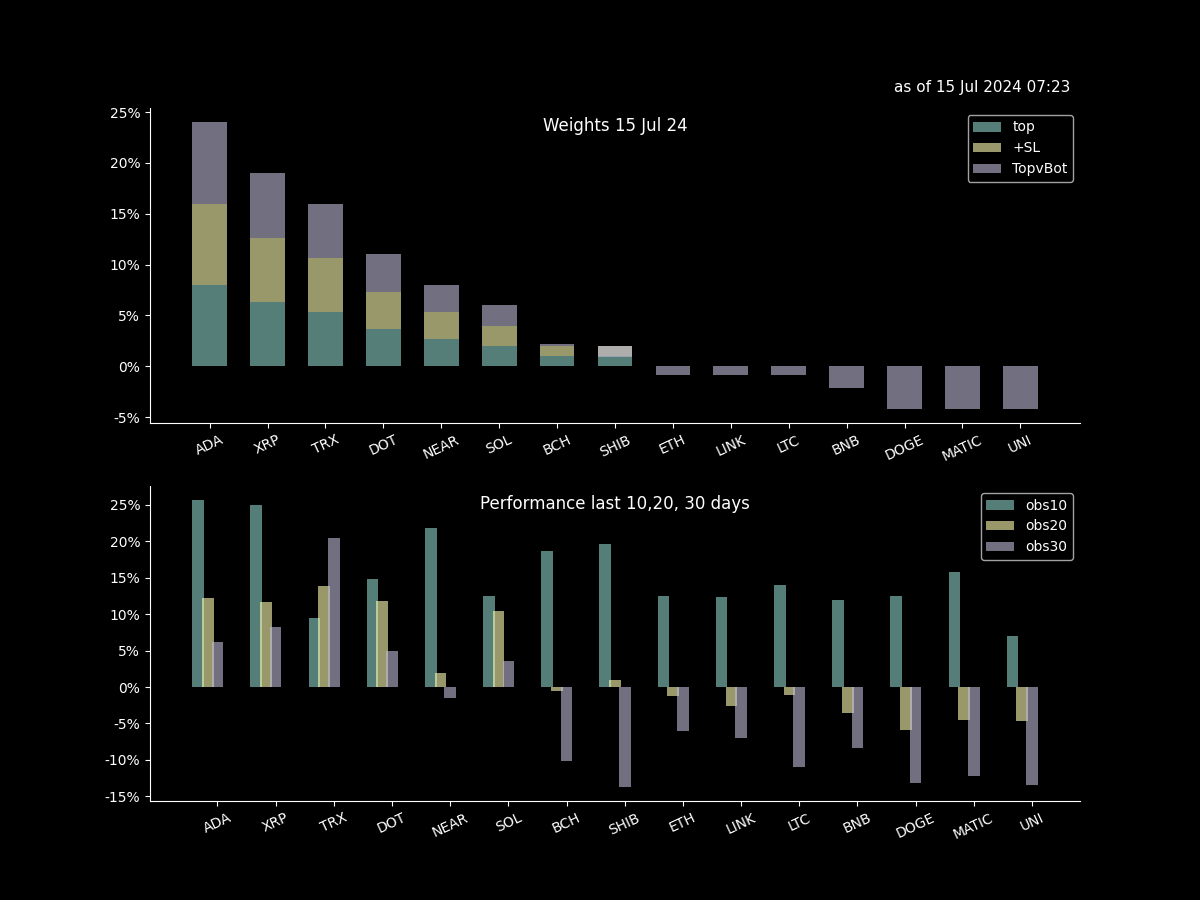 as of 15 Jul 2024 07:23
Weights 15 Jul 24
top
+SL
TopvBot
25%
20%
15%
10%
5%
0%
-5%
ADA XRP TRX DOT NEAR SOL BCH SHIB ETH LINK LTC BNB DOGE MATIC UNI
Performance last 10,20, 30 days
obs10
obs20
obs30
25%
20%
15%
10%
5%
0%
-5%
-10%
-15%
ADA XRP TRX DOT NEAR SOL BCH SHIB ETH LINK LTC BNB DOGE MATIC UNI